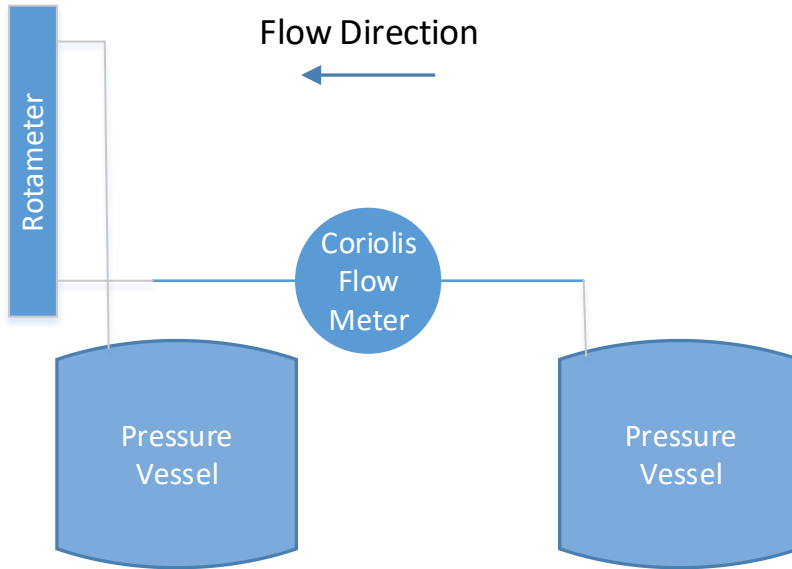 Flow Direction
Rotameter
Coriolis
Flow
Meter
Pressure
Vessel
Pressure
Vessel